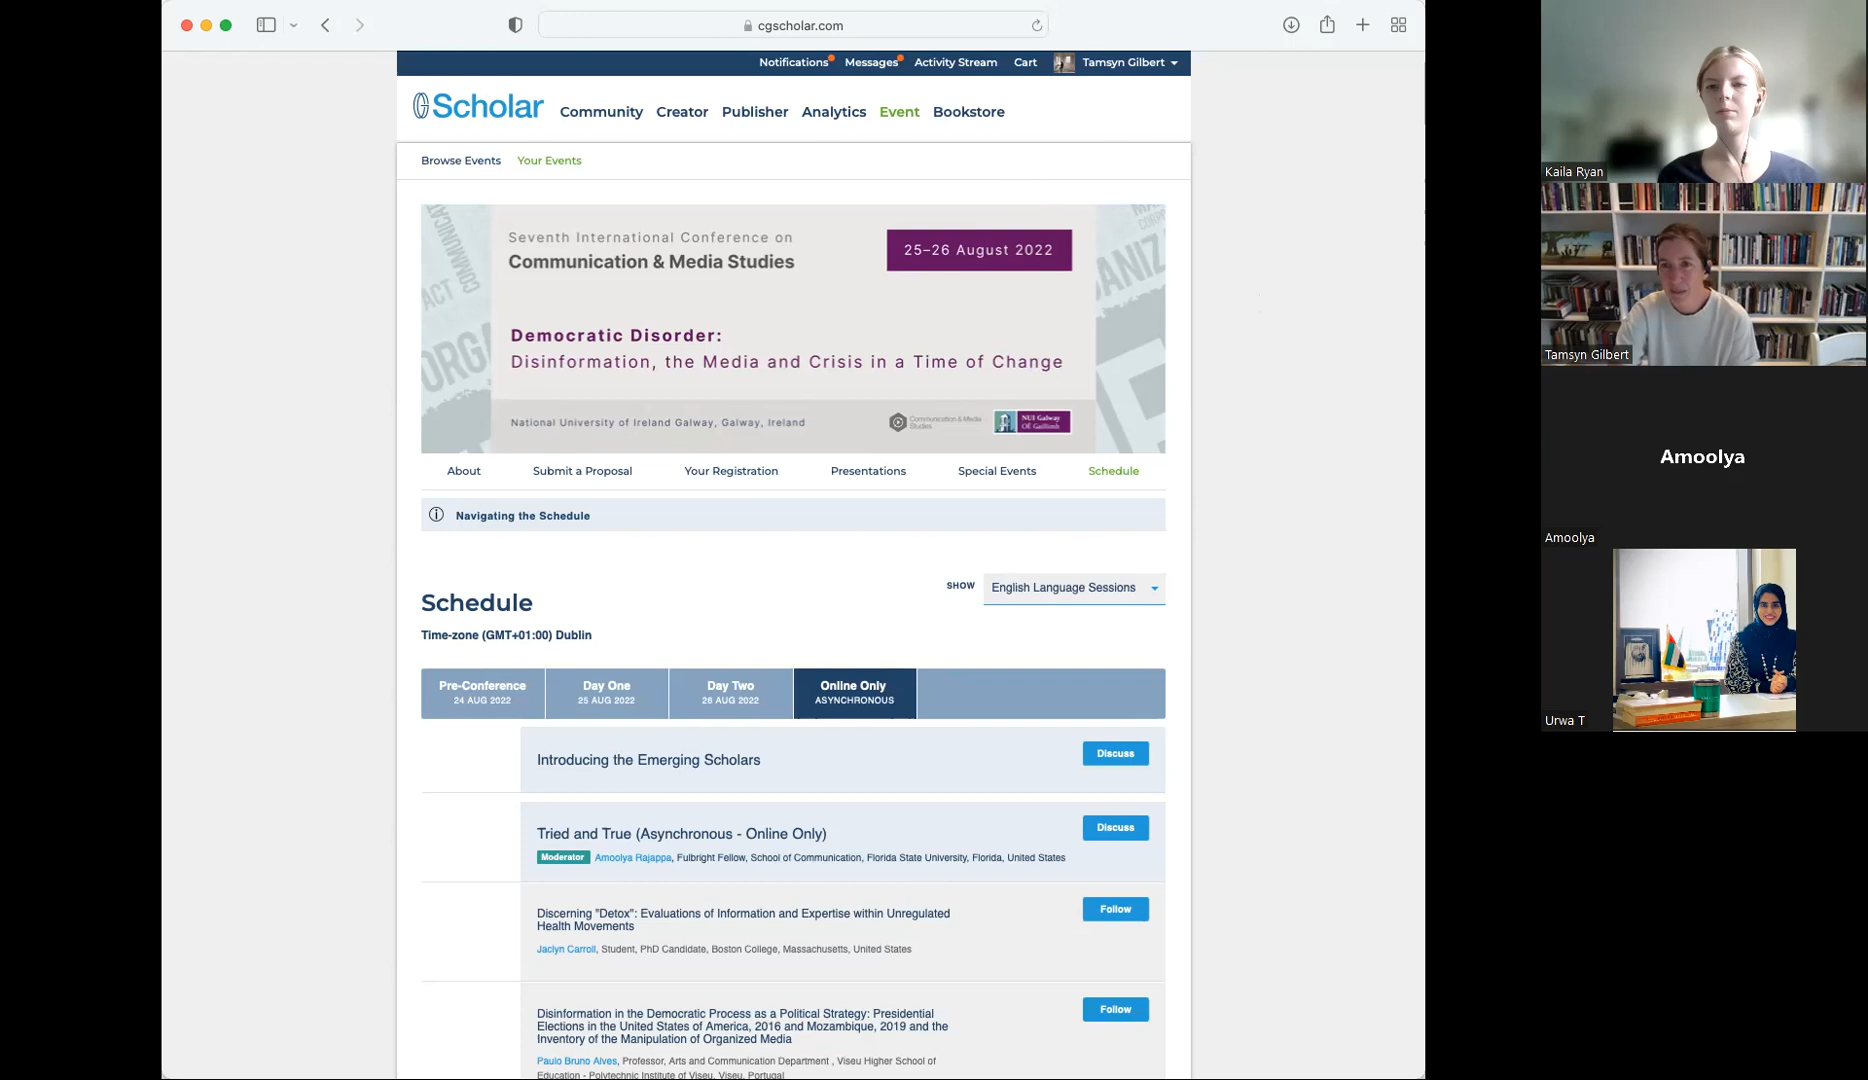 cgscholar.com
Notifications Messages Activity Stream Cart Tamsyn Gilbert
Scholar Community Creator Publisher Analytics Event Bookstore
Browse Events Your Events
Seventh International Conference on
Communication & Media Studies
25–26 August 2022
Democratic Disorder:
Disinformation, the Media and Crisis in a Time of Change
National University of Ireland Galway, Galway, Ireland
Communication & Media
Studies
NUI Galway
OÉ Gaillimh
About Submit a Proposal Your Registration Presentations Special Events Schedule
Navigating the Schedule
SHOW English Language Sessions
Schedule
Time-zone (GMT+01:00) Dublin
Pre-Conference Day One Day Two Online Only
24 AUG 2022 25 AUG 2022 26 AUG 2022 ASYNCHRONOUS
Introducing the Emerging Scholars Discuss
Tried and True (Asynchronous - Online Only) Discuss
Moderator Amoolya Rajappa, Fulbright Fellow, School of Communication, Florida State University, Florida, United States
Discerning "Detox": Evaluations of Information and Expertise within Unregulated
Health Movements
Follow
Jaclyn Carroll, Student, PhD Candidate, Boston College, Massachusetts, United States
Disinformation in the Democratic Process as a Political Strategy: Presidential
Elections in the United States of America, 2016 and Mozambique, 2019 and the
Inventory of the Manipulation of Organized Media
Follow
Paulo Bruno Alves, Professor, Arts and Communication Department , Viseu Higher School of
Education - Polytechnic Institute of Viseu, Viseu, Portugal
Kaila Ryan
Tamsyn Gilbert
Amoolya
Amoolya
Urwa T